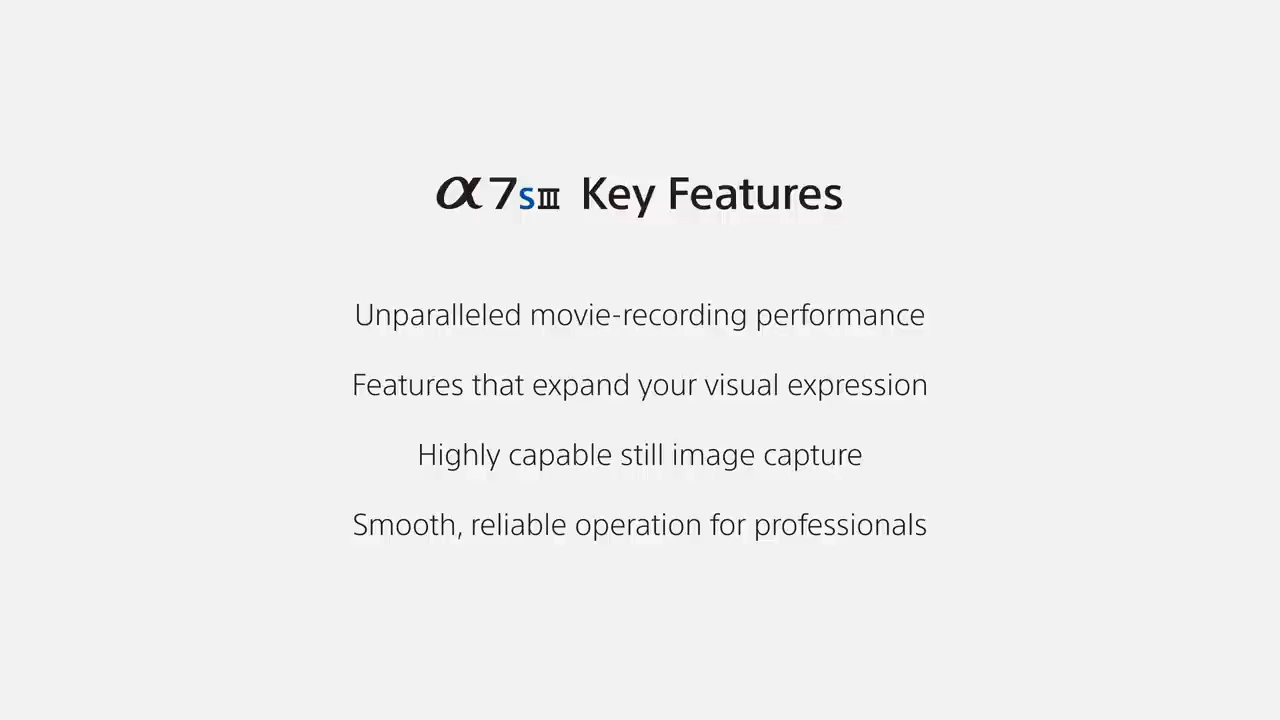 α7SIII Key Features
Unparalleled movie-recording performance
Features that expand your visual expression
Highly capable still image capture
Smooth, reliable operation for professionals